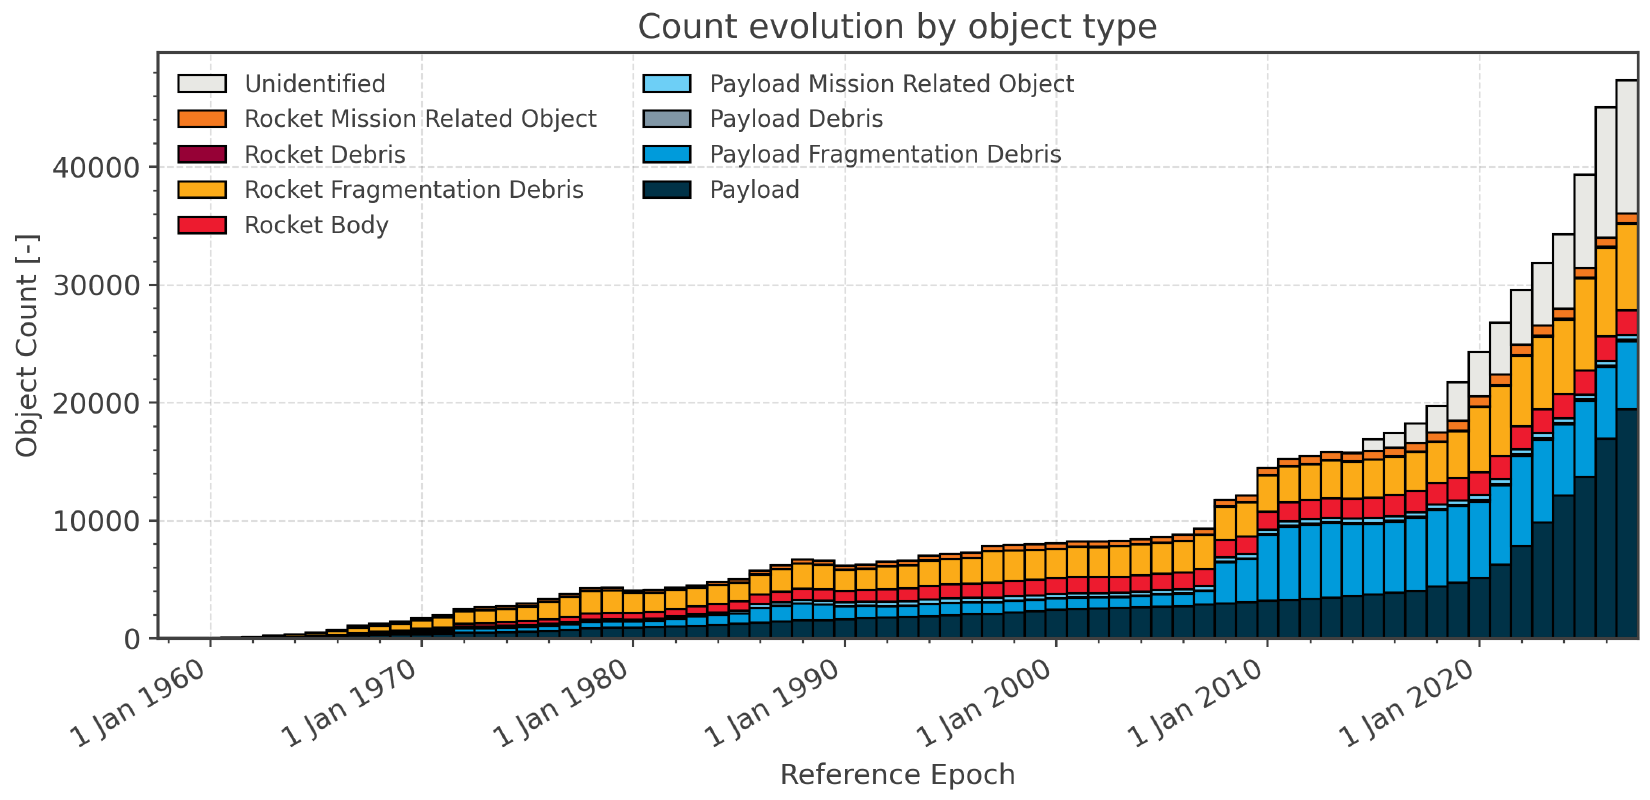 Count evolution by object type
Unidentified
Rocket Mission Related Object
Rocket Debris
Rocket Fragmentation Debris
Rocket Body
Payload Mission Related Object
Payload Debris
Payload Fragmentation Debris
Payload
Object Count [-]
40000
30000
20000
10000
0
1 Jan 1960
1 Jan 1970
1 Jan 1980
1 Jan 1990
1 Jan 2000
1 Jan 2010
1 Jan 2020
Reference Epoch